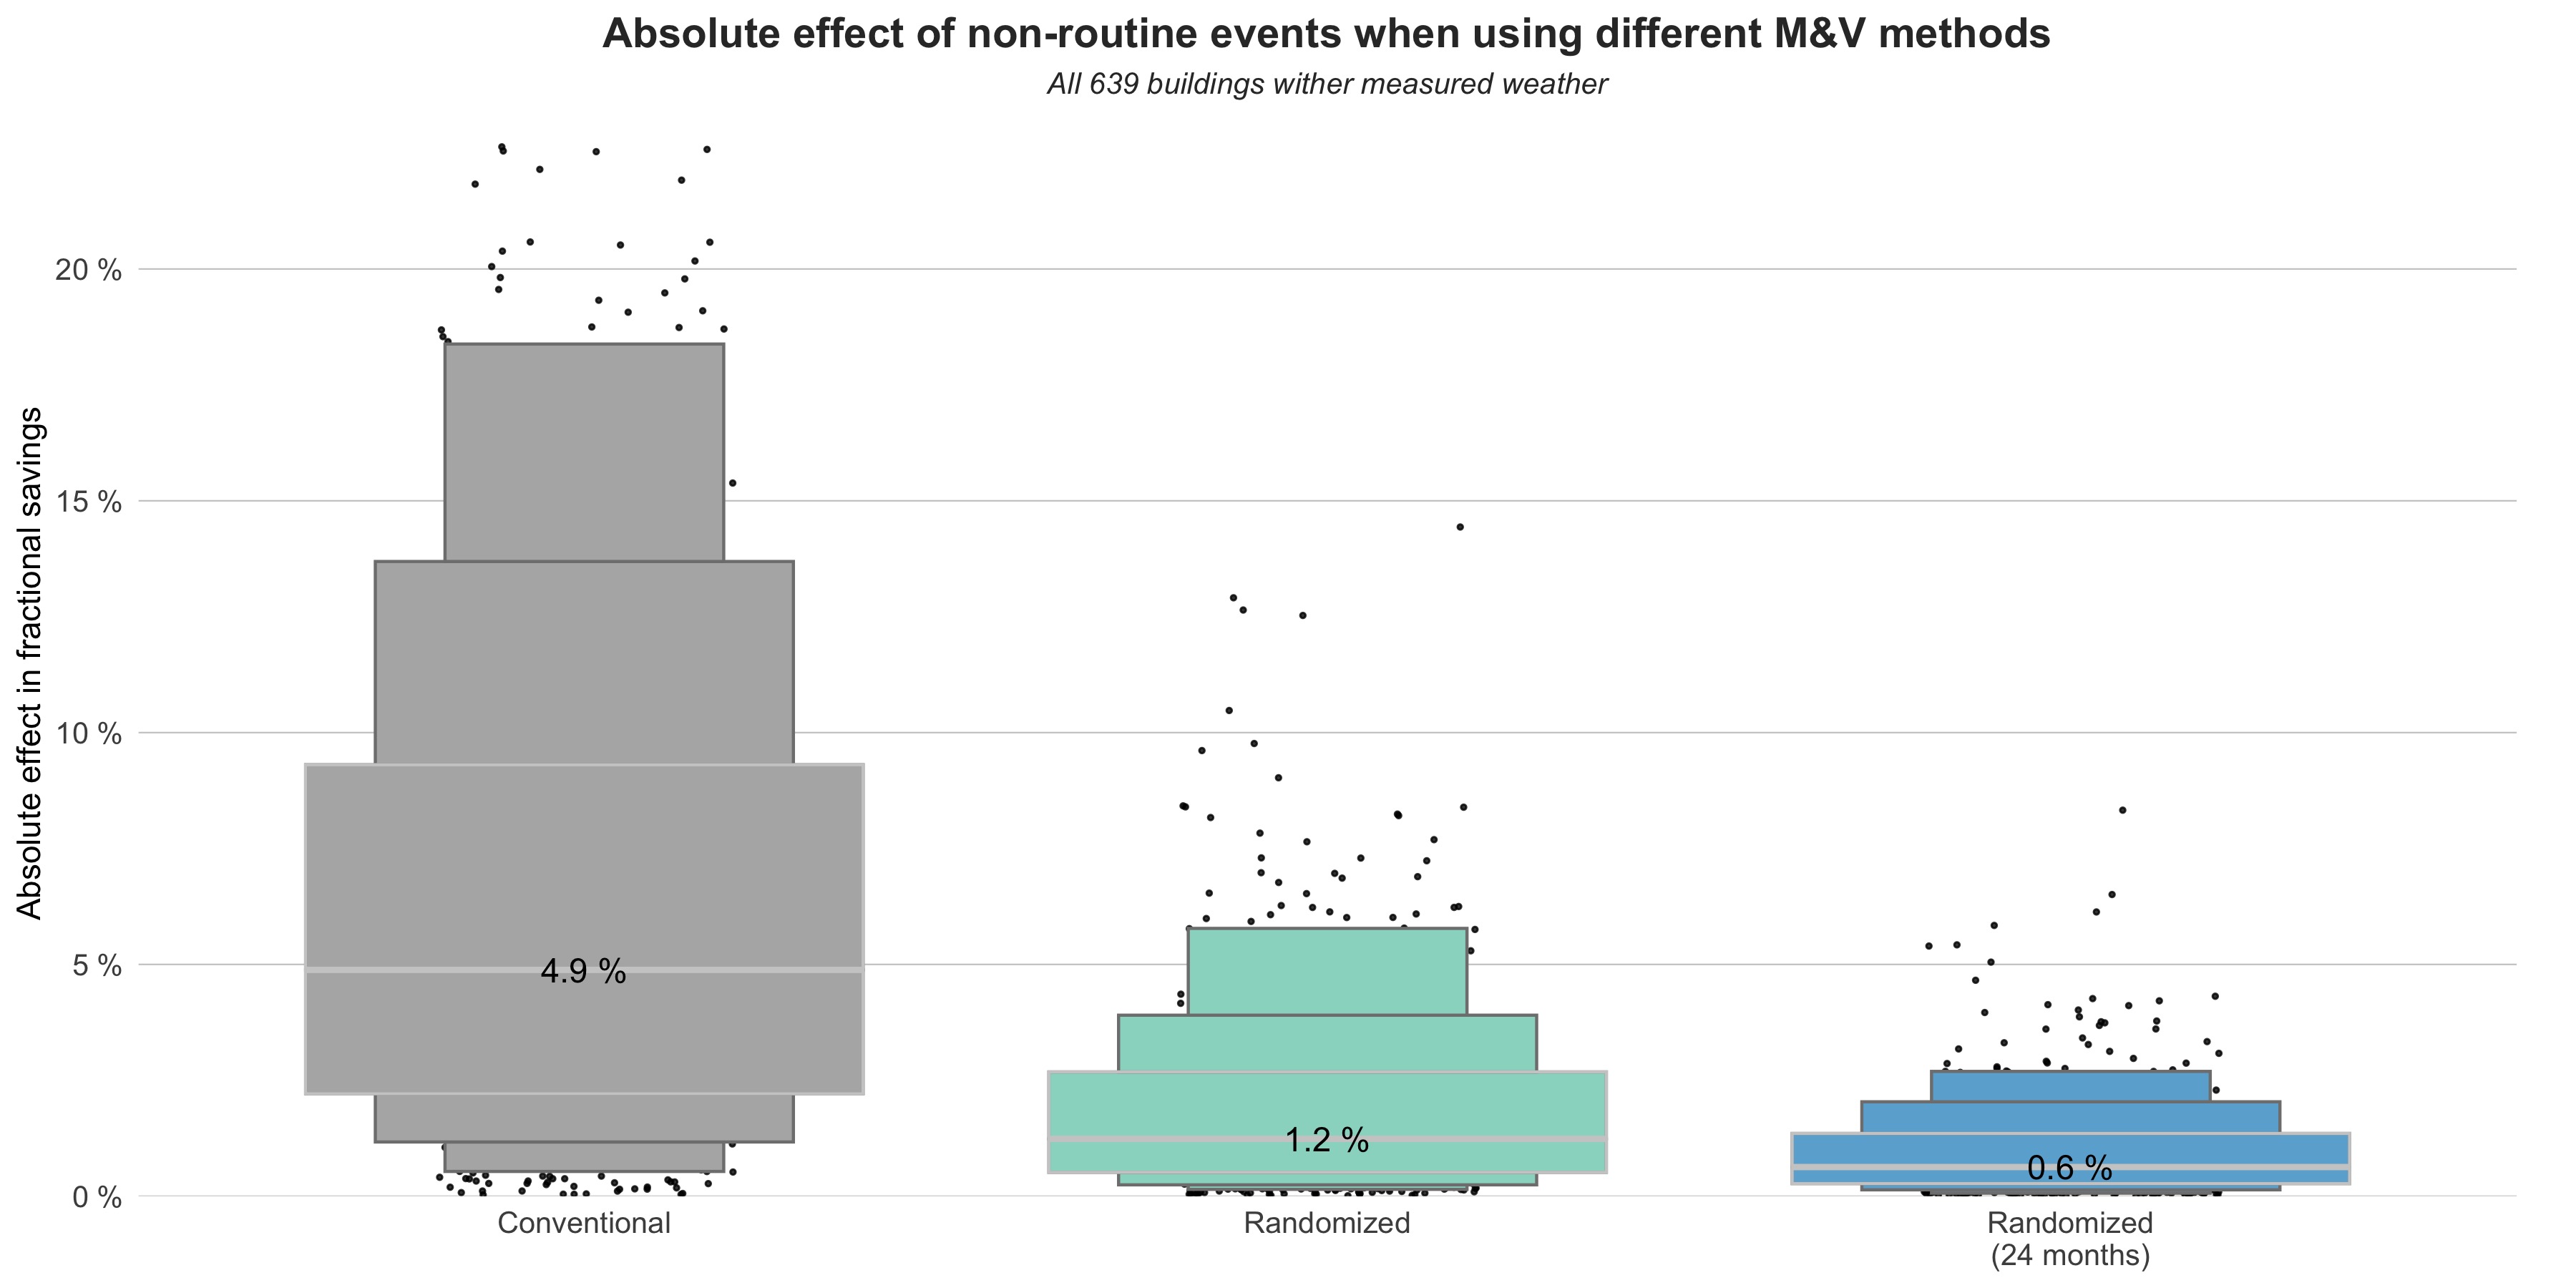 Absolute effect of non-routine events when using different M&V methods
All 639 buildings wither measured weather
Absolute effect in fractional savings
20 %
15 %
10 %
5 %
0 %
4.9 %
1.2 %
0.6 %
Conventional
Randomized
Randomized
(24 months)